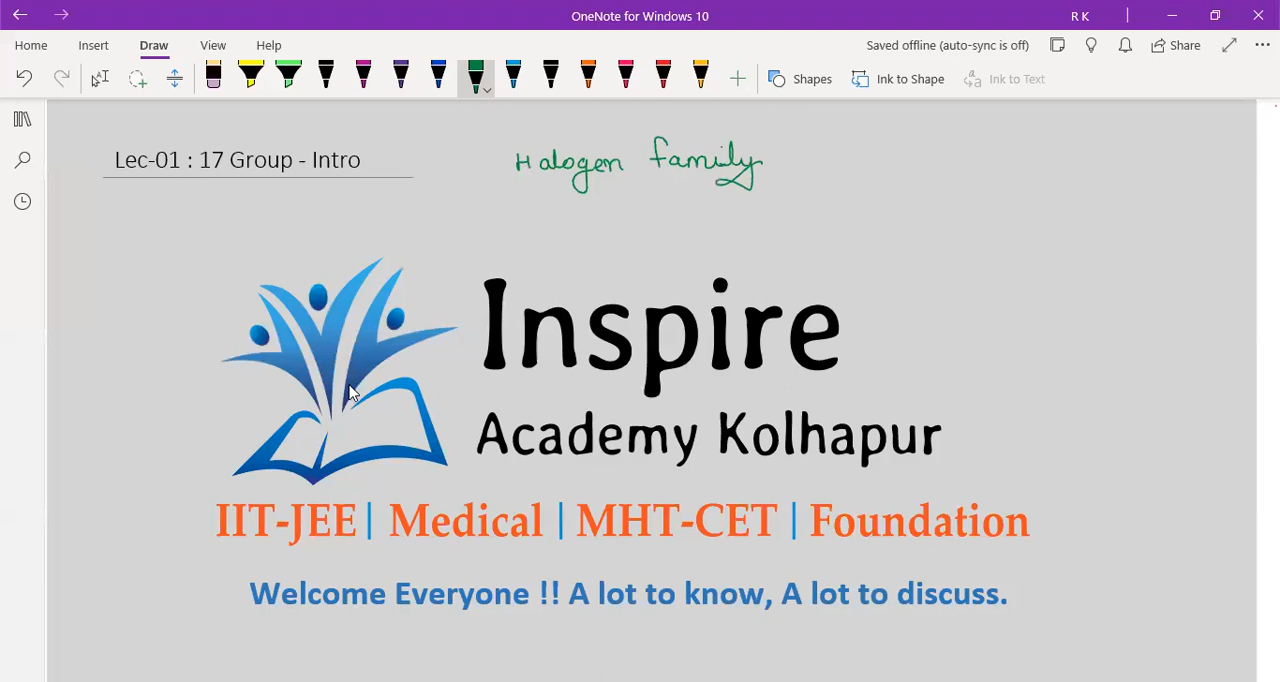 OneNote for Windows 10
R K
Home Insert Draw View Help
Saved offline (auto-sync is off) Share
Shapes Ink to Shape Ink to Text
Lec-01 : 17 Group - Intro
Halogen family
Inspire
Academy Kolhapur
IIT-JEE| Medical | MHT-CET | Foundation
Welcome Everyone !! A lot to know, A lot to discuss.